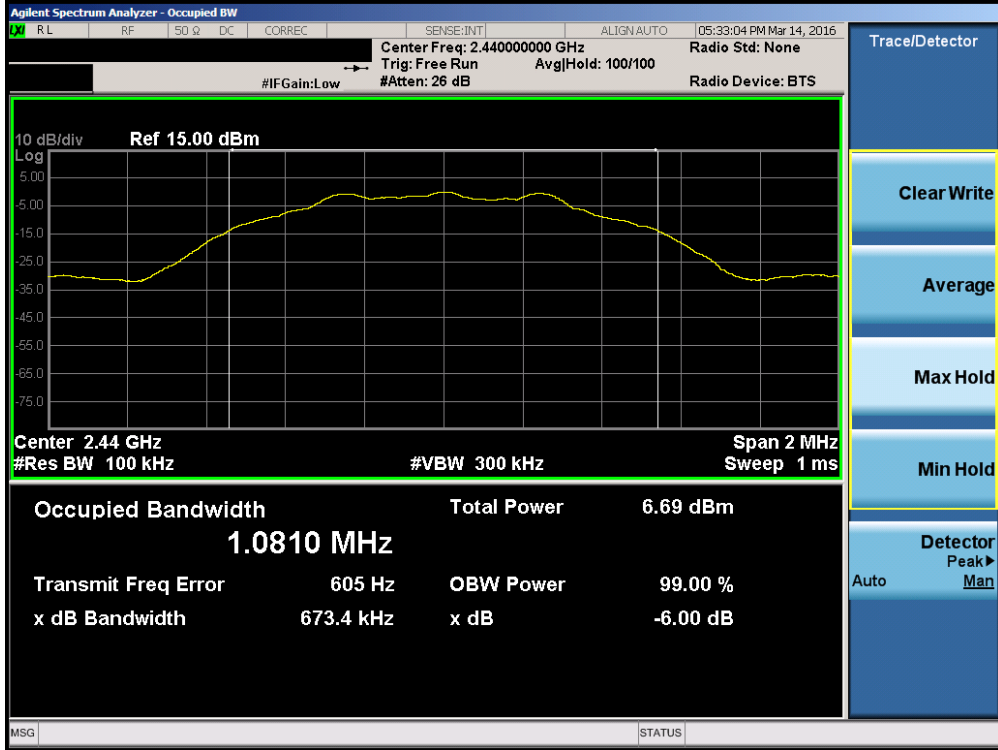 Agilent Spectrum Analyzer - Occupied BW
LXI RL RF 50 Ω DC CORREC SENSE:INT ALIGN AUTO 05:33:04 PM Mar 14, 2016
Center Freq: 2.440000000 GHz Radio Std: None
Trig: Free Run Avg|Hold: 100/100
#IFGain:Low #Atten: 26 dB Radio Device: BTS
10 dB/div Ref 15.00 dBm
Log
5.00
-5.00
-15.0
-25.0
-35.0
-45.0
-55.0
-65.0
-75.0
Center 2.44 GHz Span 2 MHz
#Res BW 100 kHz #VBW 300 kHz Sweep 1 ms
Occupied Bandwidth Total Power 6.69 dBm
1.0810 MHz
Transmit Freq Error 605 Hz OBW Power 99.00 %
x dB Bandwidth 673.4 kHz x dB -6.00 dB
MSG STATUS
Trace/Detector
Clear Write
Average
Max Hold
Min Hold
Detector
Peak▶
Auto Man